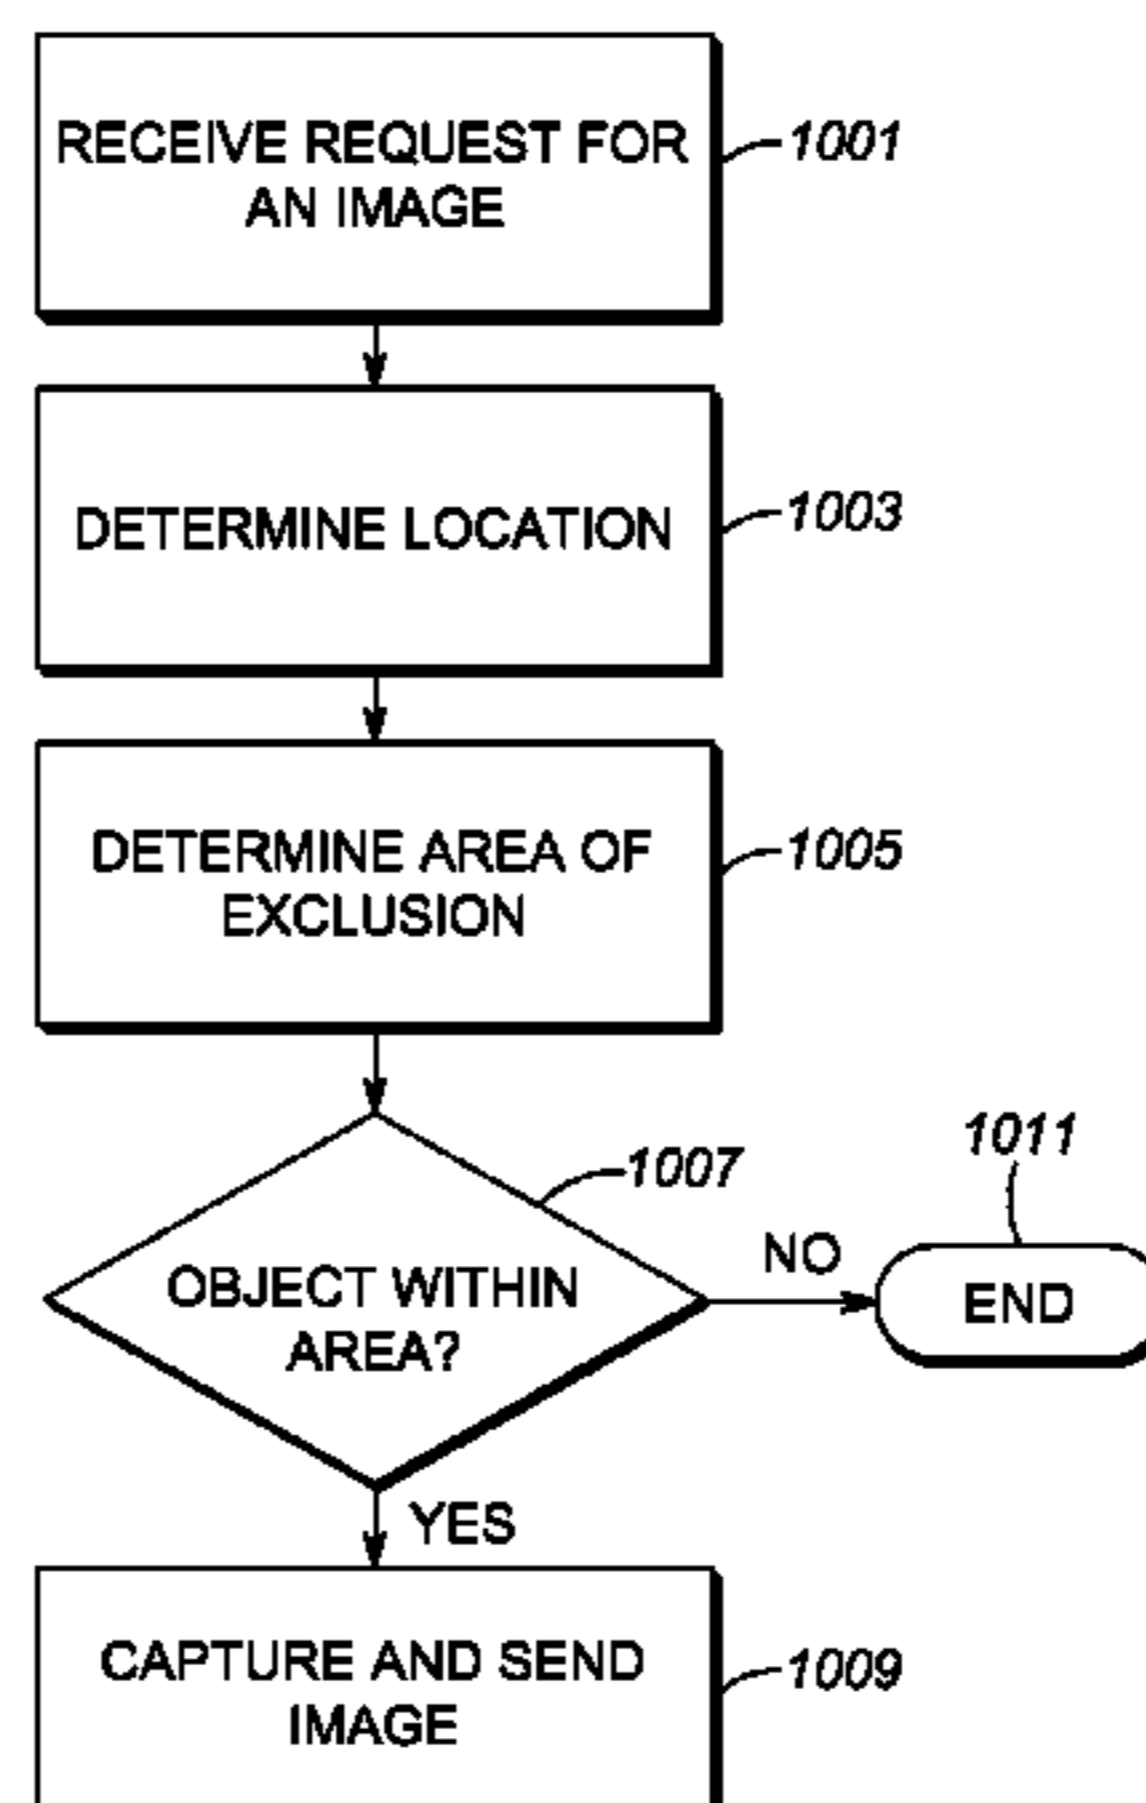 RECEIVE REQUEST FOR
AN IMAGE
1001
DETERMINE LOCATION
1003
DETERMINE AREA OF
EXCLUSION
1005
1007
1011
OBJECT WITHIN
AREA?
NO
END
YES
CAPTURE AND SEND
IMAGE
1009